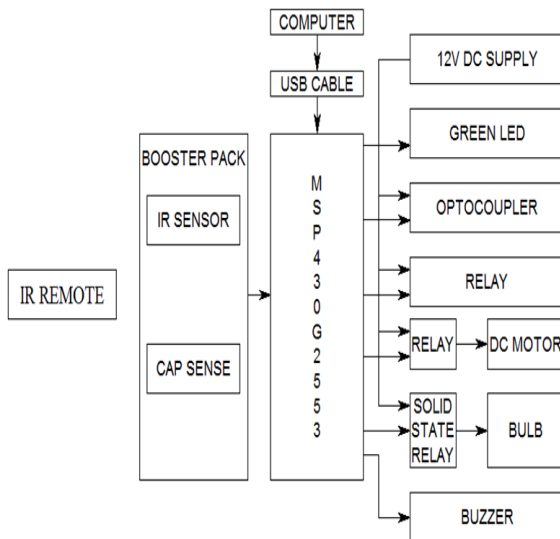 COMPUTER
USB CABLE
12V DC SUPPLY
GREEN LED
BOOSTER PACK
IR SENSOR
CAP SENSE
IR REMOTE
M
S
P
4
3
0
G
2
5
5
3
OPTOCOUPLER
RELAY
RELAY
DC MOTOR
SOLID
STATE
RELAY
BULB
BUZZER